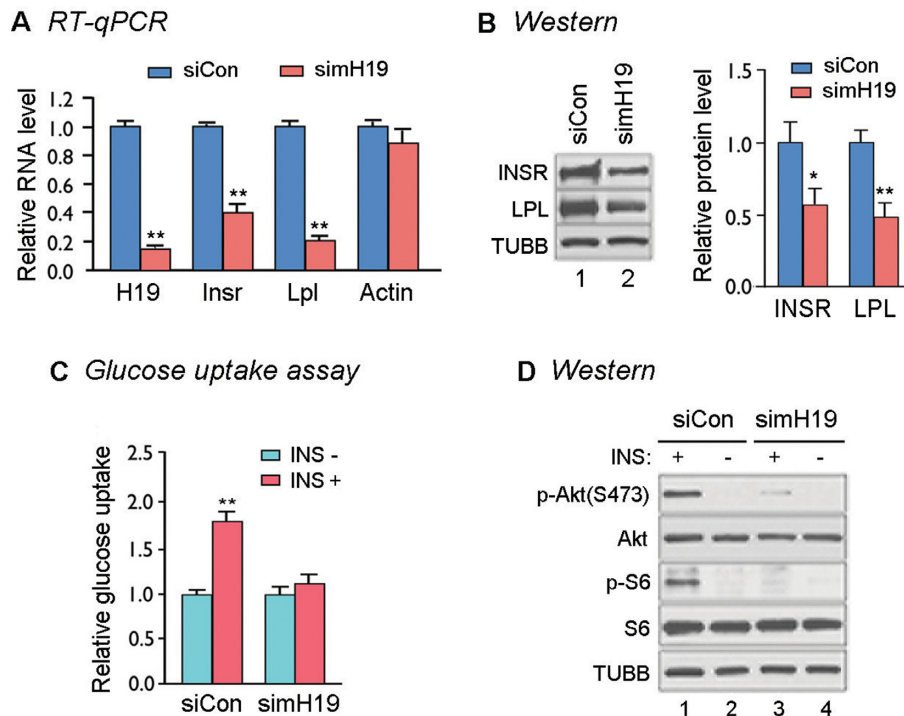 A RT-qPCR
siCon simH19
Relative RNA level
1.2
1.0
0.8
0.6
0.4
0.2
0.0
** ** **
H19 Insr Lpl Actin
B Western
siCon simH19
INSR
LPL
TUBB
1 2
siCon
simH19
Relative protein level
1.5
1.0
0.5
0.0
* **
INSR LPL
C Glucose uptake assay
INS -
INS +
Relative glucose uptake
2.5
2.0
1.5
1.0
0.5
0.0
**
siCon simH19
D Western
siCon simH19
INS: + - + -
p-Akt(S473)
Akt
p-S6
S6
TUBB
1 2 3 4